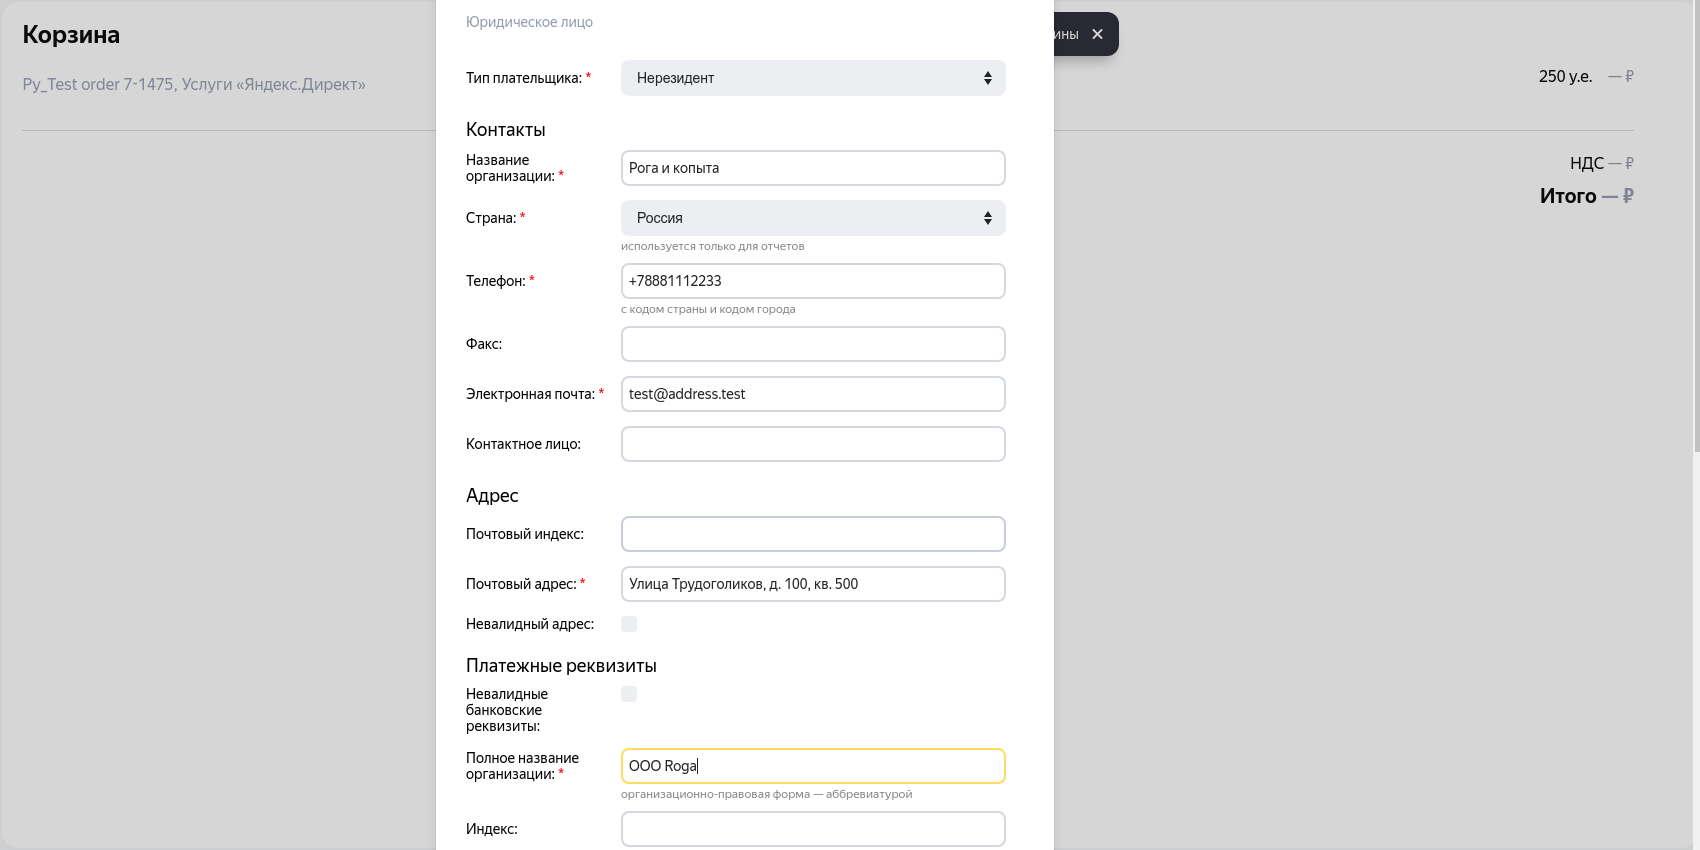 Корзина
Py_Test order 7-1475, Услуги «Яндекс.Директ»
250 у.е. — ₽
НДС — ₽
Итого — ₽
ины
Юридическое лицо
Тип плательщика: * Нерезидент
Контакты
Название
организации: * Рога и копыта
Страна: * Россия
используется только для отчетов
Телефон: * +78881112233
с кодом страны и кодом города
Факс:
Электронная почта: * test@address.test
Контактное лицо:
Адрес
Почтовый индекс:
Почтовый адрес: * Улица Трудоголиков, д. 100, кв. 500
Невалидный адрес:
Платежные реквизиты
Невалидные
банковские
реквизиты:
Полное название
организации: * OOO Roga
организационно-правовая форма — аббревиатурой
Индекс: